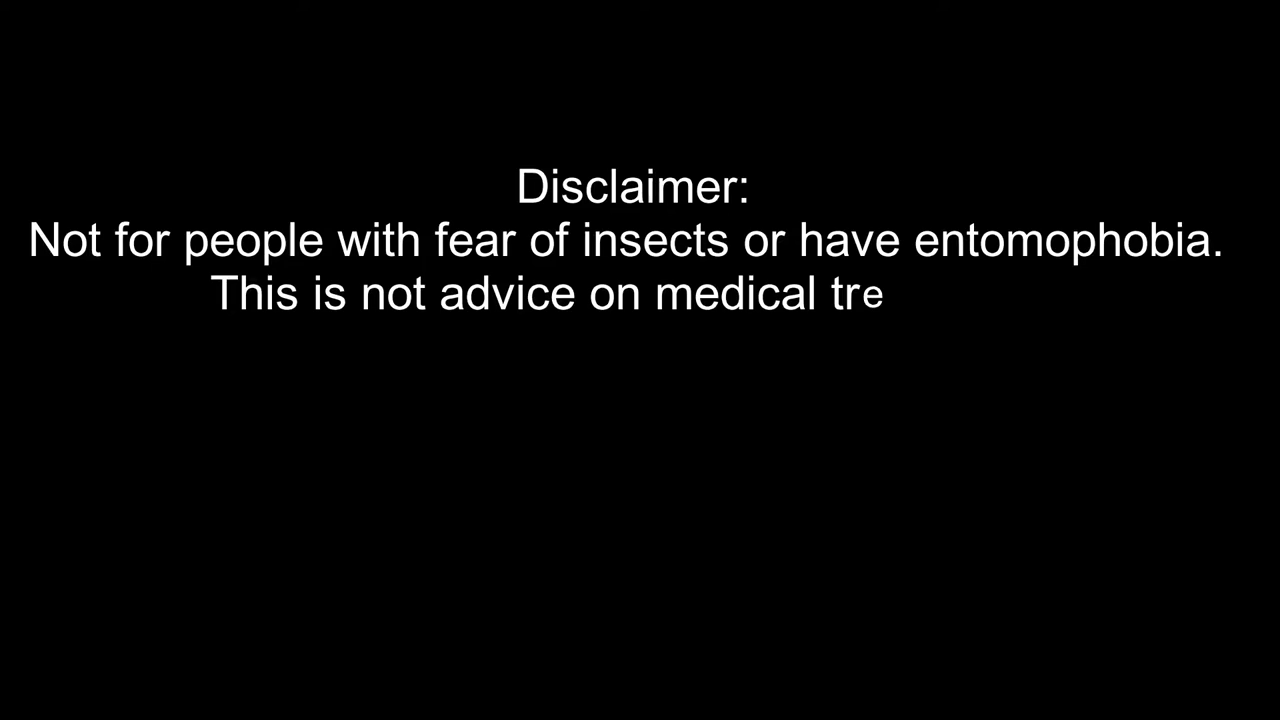 Disclaimer:
Not for people with fear of insects or have entomophobia.
This is not advice on medical tre